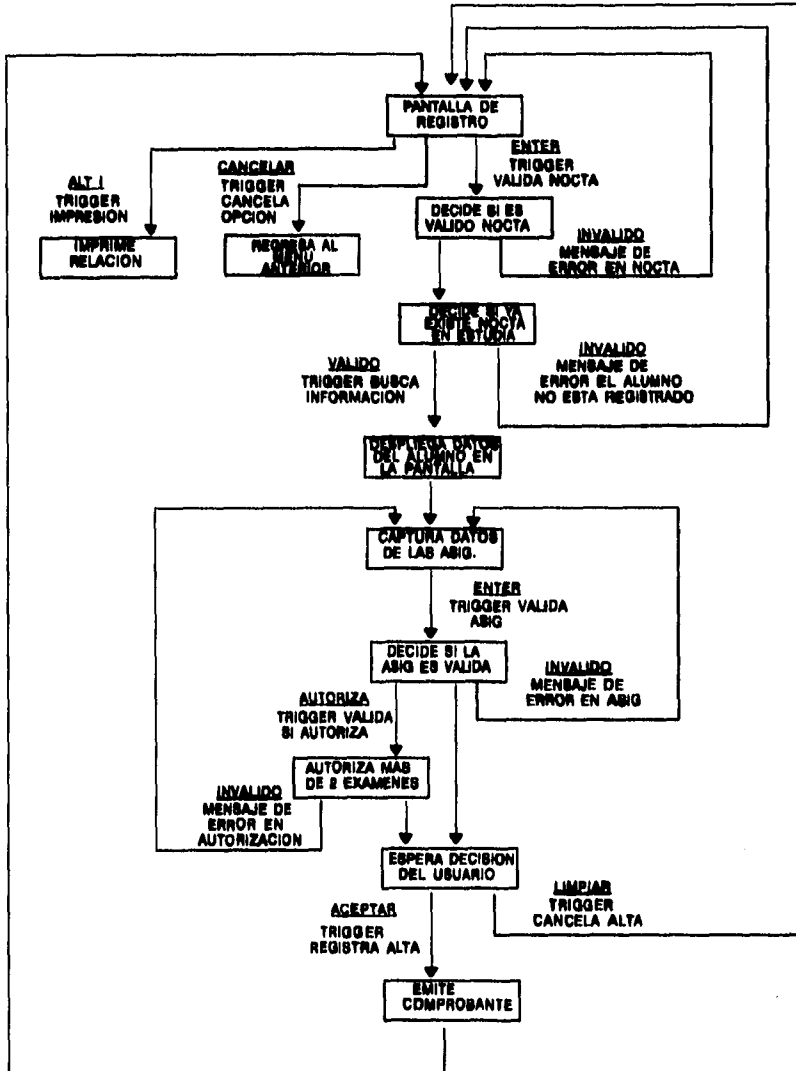 PANTALLA DE
REGISTRO
ALT I
TRIGGER
IMPRESION
CANCELAR
TRIGGER
CANCELA
OPCION
ENTER
TRIGGER
VALIDA NOCTA
IMPRIME
RELACION
REGRESA AL
MENU
ANTERIOR
DECIDE SI ES
VALIDO NOCTA
INVALIDO
MENSAJE DE
ERROR EN NOCTA
DECIDE SI YA
EXISTE NOCTA
EN ESTUDIA
VALIDO
TRIGGER BUSCA
INFORMACION
INVALIDO
MENSAJE DE
ERROR EL ALUMNO
NO ESTA REGISTRADO
DESPLIEGA DATOS
DEL ALUMNO EN
LA PANTALLA
CAPTURA DATOS
DE LAS ASIG.
ENTER
TRIGGER VALIDA
ASIG
DECIDE SI LA
ASIG ES VALIDA
INVALIDO
MENSAJE DE
ERROR EN ASIG
AUTORIZA
TRIGGER VALIDA
SI AUTORIZA
AUTORIZA MAS
DE 2 EXAMENES
INVALIDO
MENSAJE DE
ERROR EN
AUTORIZACION
ESPERA DECISION
DEL USUARIO
LIMPIAR
TRIGGER
CANCELA ALTA
ACEPTAR
TRIGGER
REGISTRA ALTA
EMITE
COMPROBANTE